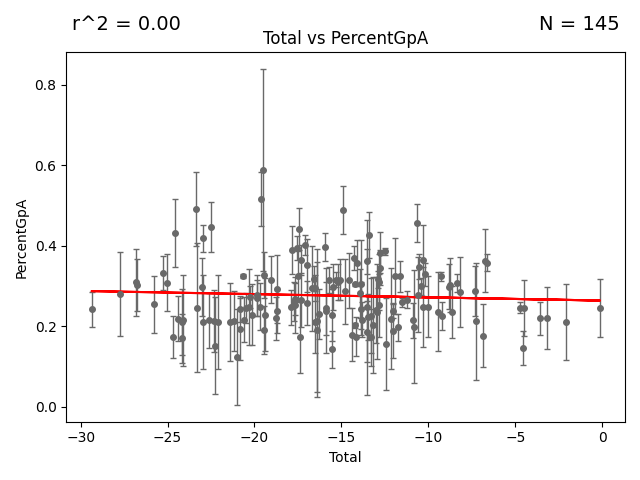 r^2 = 0.00
N = 145
Total vs PercentGpA
PercentGpA
0.8
0.6
0.4
0.2
0.0
−30
−25
−20
−15
−10
−5
0
Total